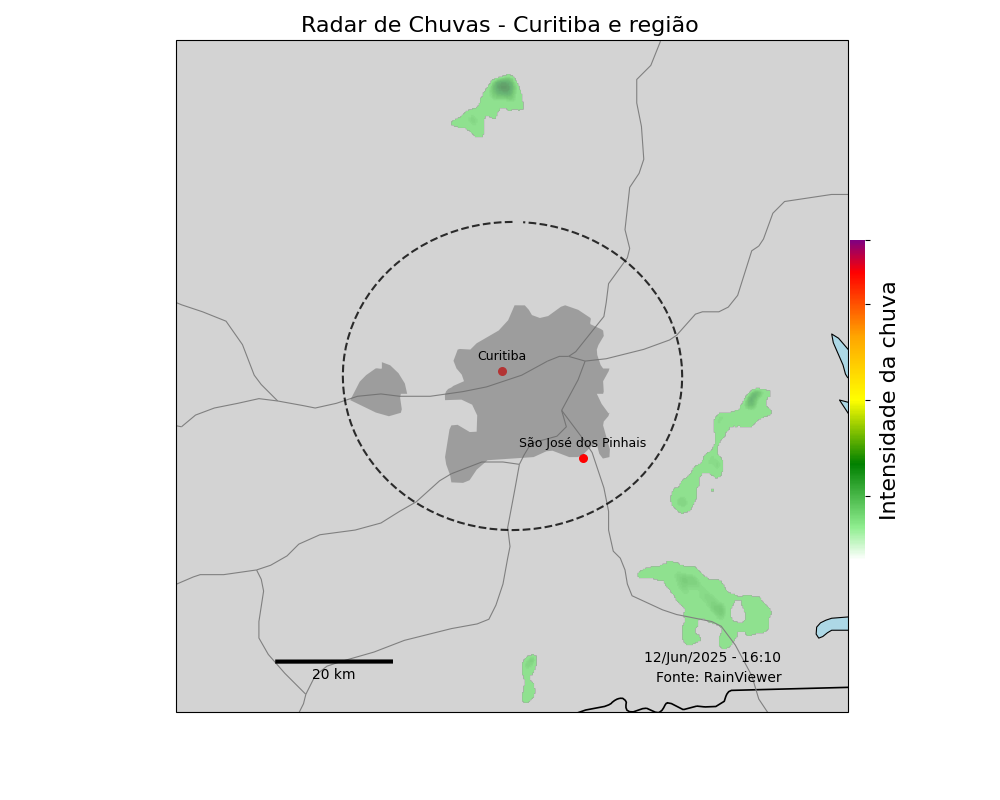 Radar de Chuvas - Curitiba e região
Curitiba
São José dos Pinhais
Intensidade da chuva
20 km
12/Jun/2025 - 16:10
Fonte: RainViewer